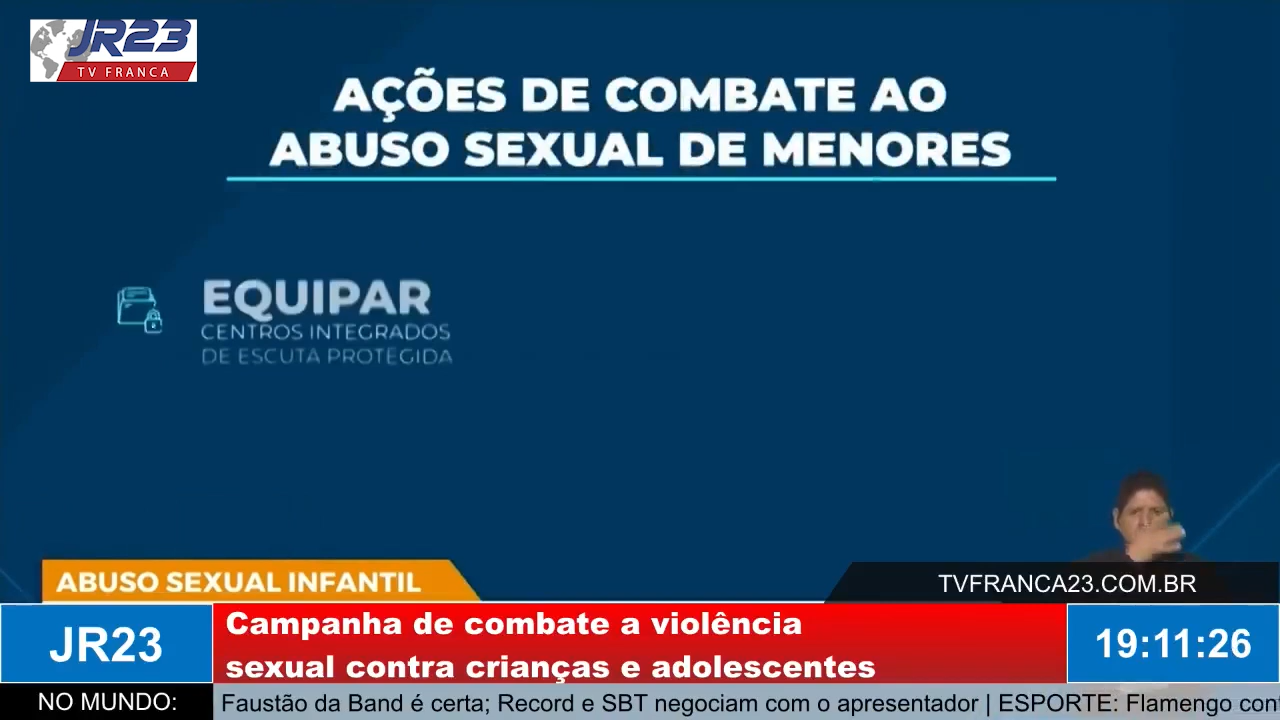 JR23
TV FRANCA
AÇÕES DE COMBATE AO
ABUSO SEXUAL DE MENORES
EQUIPAR
CENTROS INTEGRADOS
DE ESCUTA PROTEGIDA
ABUSO SEXUAL INFANTIL
TVFRANCA23.COM.BR
JR23
Campanha de combate a violência
sexual contra crianças e adolescentes
19:11:26
NO MUNDO:
Faustão da Band é certa; Record e SBT negociam com o apresentador | ESPORTE: Flamengo con